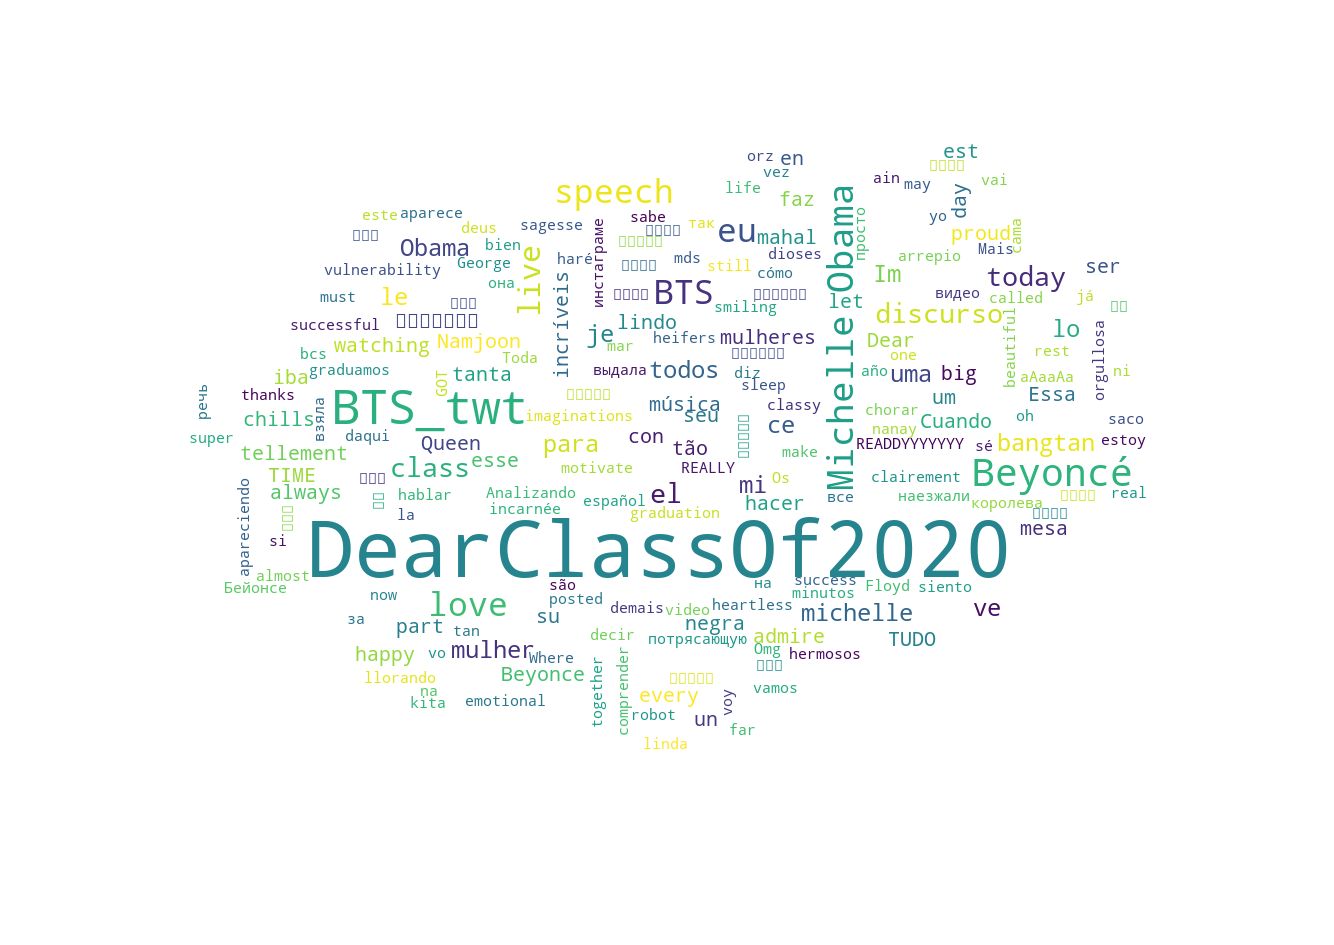 orz
en
est
vez
ain
may
vai
life
speech
faz
Michelle Obama
day
yo
este
aparece
deus
sagesse
sabe
так
eu
mahal
просто
proud
cama
Obama
bien
live
haré
инстаграме
dioses
Mais
arrepio
vulnerability
George
она
incríveis
mds
still
cómo
Im
today
ser
must
le
BTS
smiling
let
видео
called
já
successful
je
lindo
discurso
beautiful
lo
orgullosa
watching
Namjoon
mar
heifers
mulheres
Dear
one
rest
bcs
Toda
iba
graduamos
GOT
tanta
выдала
todos
diz
sleep
año
uma
big
aAaaAa
ni
речь
thanks
взяла
BTS_twt
música
seu
classy
um
Essa
chills
imaginations
ce
chorar
Cuando
oh
saco
super
daqui
Queen
para
con
tão
nanay
READDYYYYYYY
sé
bangtan
estoy
tellement
TIME
class
esse
motivate
REALLY
make
Os
clairement
Beyoncé
always
hablar
Analizando
español
el
mi
hacer
все
наезжали
королева
real
apareciendo
la
incarnée
graduation
mesa
si
DearClassOf2020
almost
Бейонсе
now
são
на
success
minutos
Floyd
siento
love
posted
demais
video
heartless
michelle
ve
за
part
tan
su
negra
decir
потрясающую
admire
TUDO
happy
vo
mulher
Where
Omg
hermosos
llorando
Beyonce
together
comprender
vamos
na
kita
emotional
every
voy
robot
un
far
linda